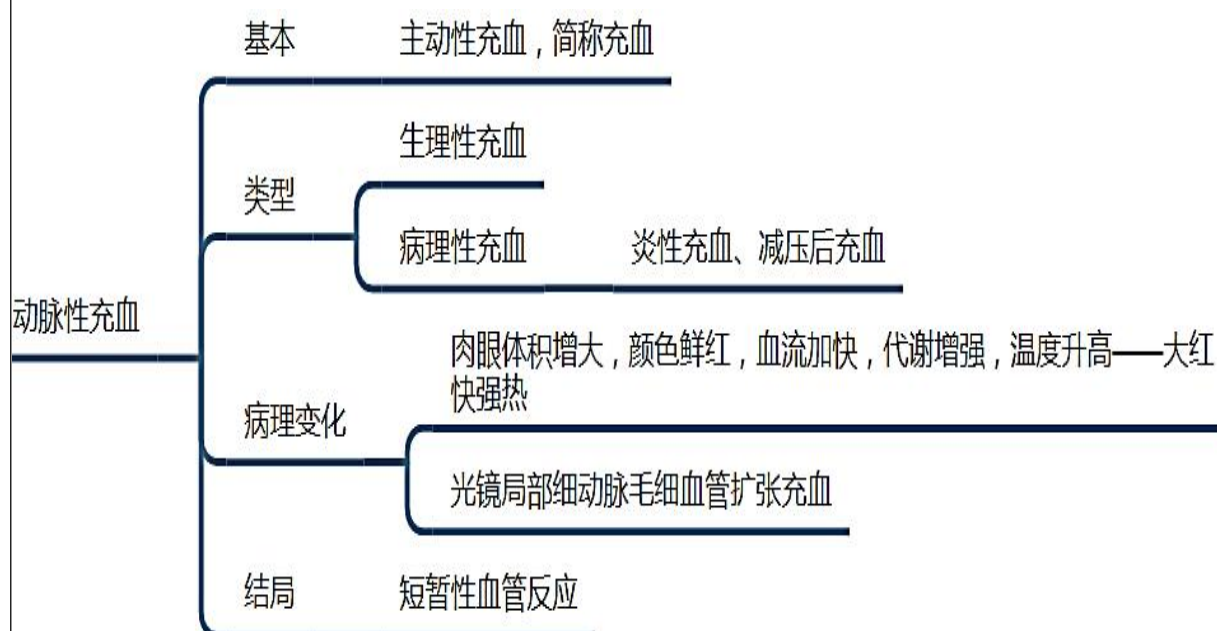 基本
主动性充血，简称充血
生理性充血
类型
病理性充血
炎性充血、减压后充血
动脉性充血
肉眼体积增大，颜色鲜红，血流加快，代谢增强，温度升高——大红
快强热
病理变化
光镜局部细动脉毛细血管扩张充血
结局
短暂性血管反应